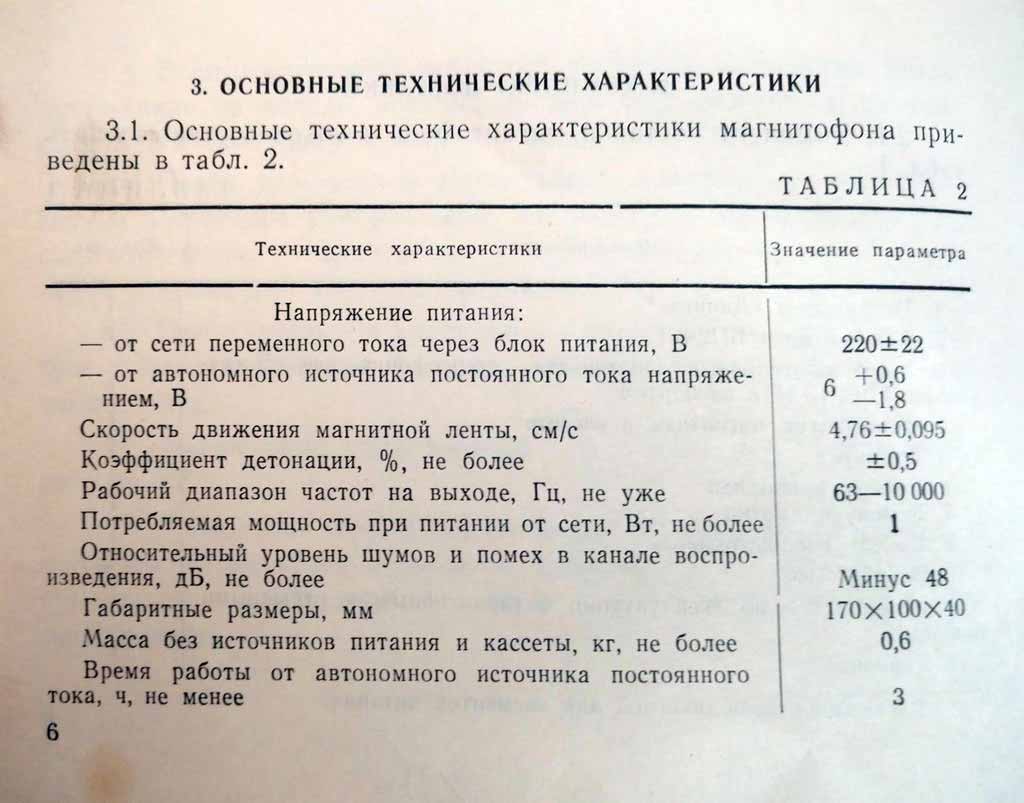 3. ОСНОВНЫЕ ТЕХНИЧЕСКИЕ ХАРАКТЕРИСТИКИ
3.1. Основные технические характеристики магнитофона при-
ведены в табл. 2.
ТАБЛИЦА 2
Технические характеристики Значение параметра
Напряжение питания:
— от сети переменного тока через блок питания, В 220±22
— от автономного источника постоянного тока напряже- 6 +0,6
нием, В —1,8
Скорость движения магнитной ленты, см/с 4,76±0,095
Коэффициент детонации, %, не более ±0,5
Рабочий диапазон частот на выходе, Гц, не уже 63—10 000
Потребляемая мощность при питании от сети, Вт, не более 1
Относительный уровень шумов и помех в канале воспро-
изведения, дБ, не более Минус 48
Габаритные размеры, мм 170×100×40
Масса без источников питания и кассеты, кг, не более 0,6
Время работы от автономного источника постоянного
тока, ч, не менее 3
6